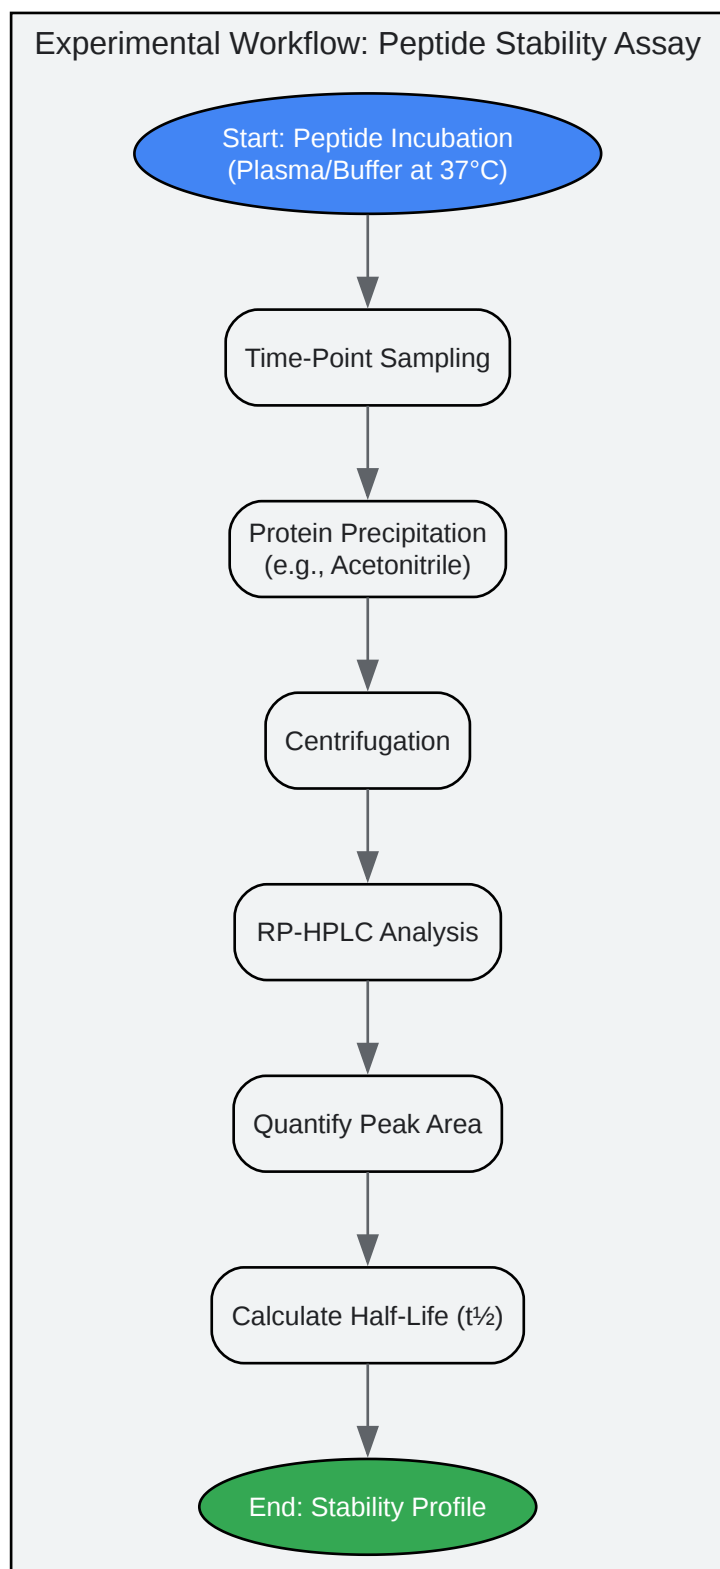 Experimental Workflow: Peptide Stability Assay
Start: Peptide Incubation
(Plasma/Buffer at 37°C)
Time-Point Sampling
Protein Precipitation
(e.g., Acetonitrile)
Centrifugation
RP-HPLC Analysis
Quantify Peak Area
Calculate Half-Life (t½)
End: Stability Profile